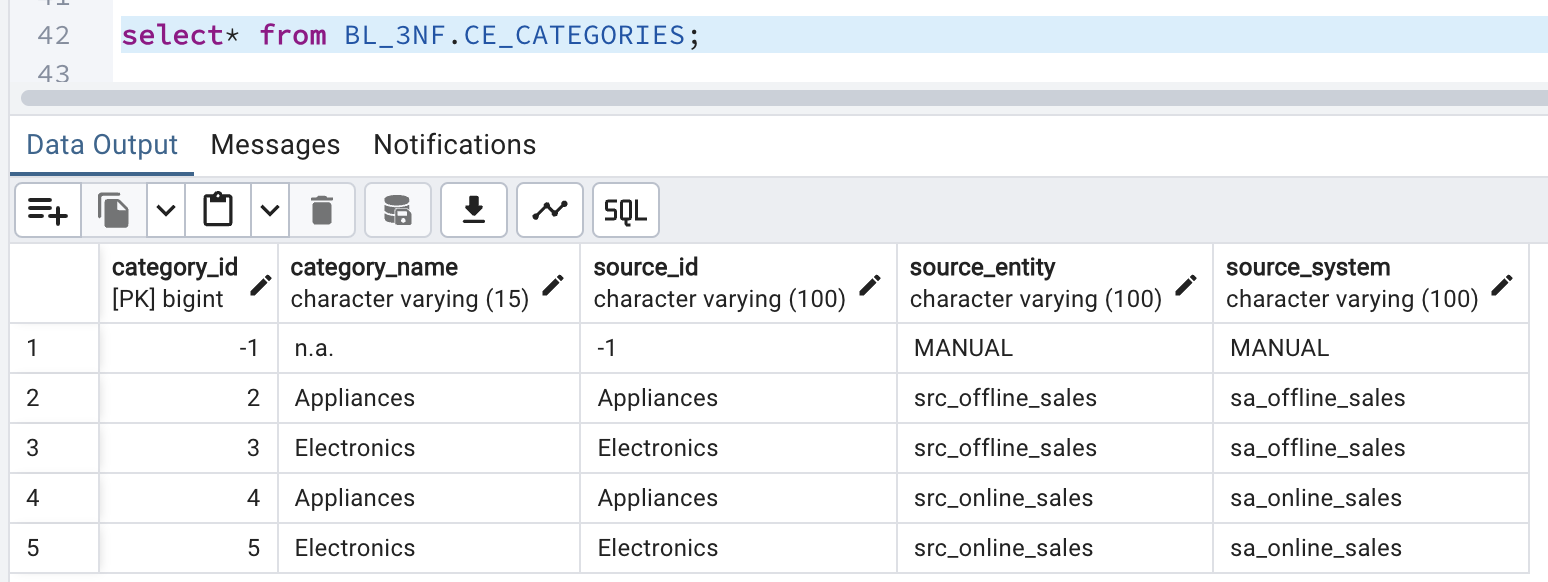 41
42 select* from BL_3NF.CE_CATEGORIES;
43
Data Output Messages Notifications
SQL
category_id category_name source_id source_entity source_system
[PK] bigint character varying (15) character varying (100) character varying (100) character varying (100)
1 -1 n.a. -1 MANUAL MANUAL
2 2 Appliances Appliances src_offline_sales sa_offline_sales
3 3 Electronics Electronics src_offline_sales sa_offline_sales
4 4 Appliances Appliances src_online_sales sa_online_sales
5 5 Electronics Electronics src_online_sales sa_online_sales